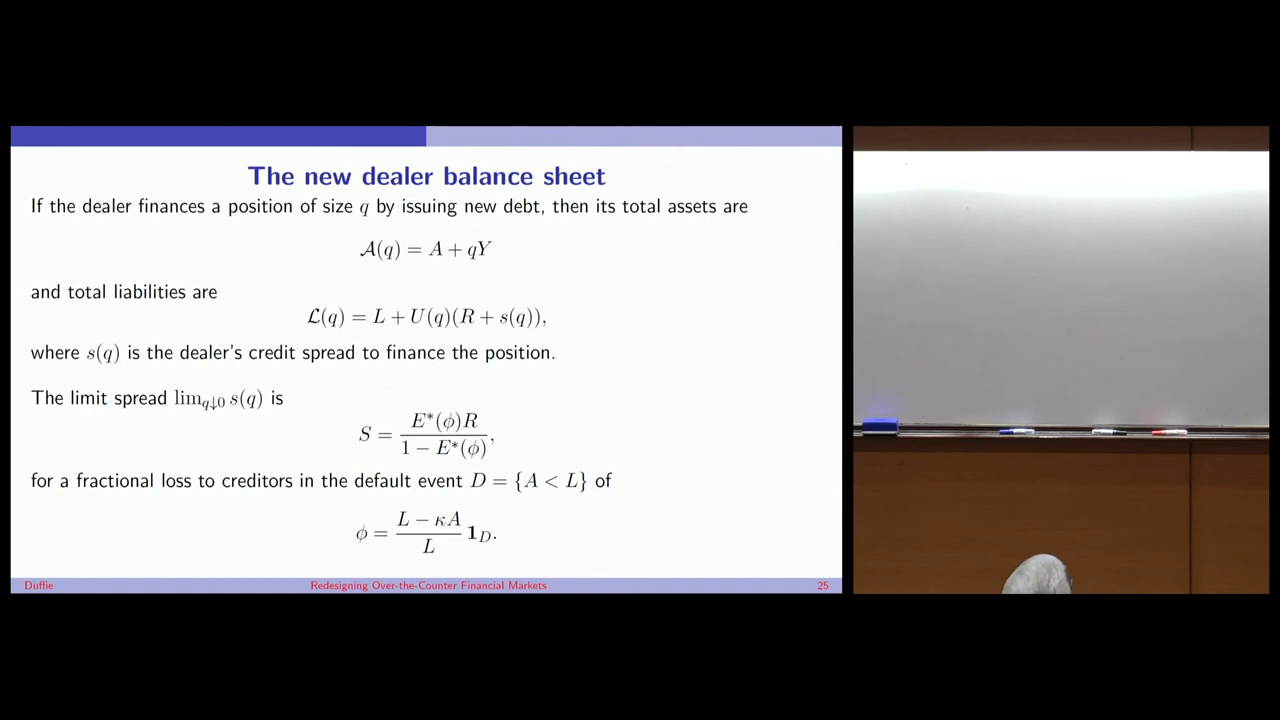 The new dealer balance sheet
If the dealer finances a position of size q by issuing new debt, then its total assets are
𝒜(q) = A + qY
and total liabilities are
ℒ(q) = L + U(q)(R + s(q)),
where s(q) is the dealer's credit spread to finance the position.
The limit spread lim_{q↓0} s(q) is
S = \frac{E*(ϕ)R}{1 − E*(ϕ)},
for a fractional loss to creditors in the default event D = {A < L} of
ϕ = \frac{L − κA}{L} 1_D.
Duffie Redesigning Over-the-Counter Financial Markets 25